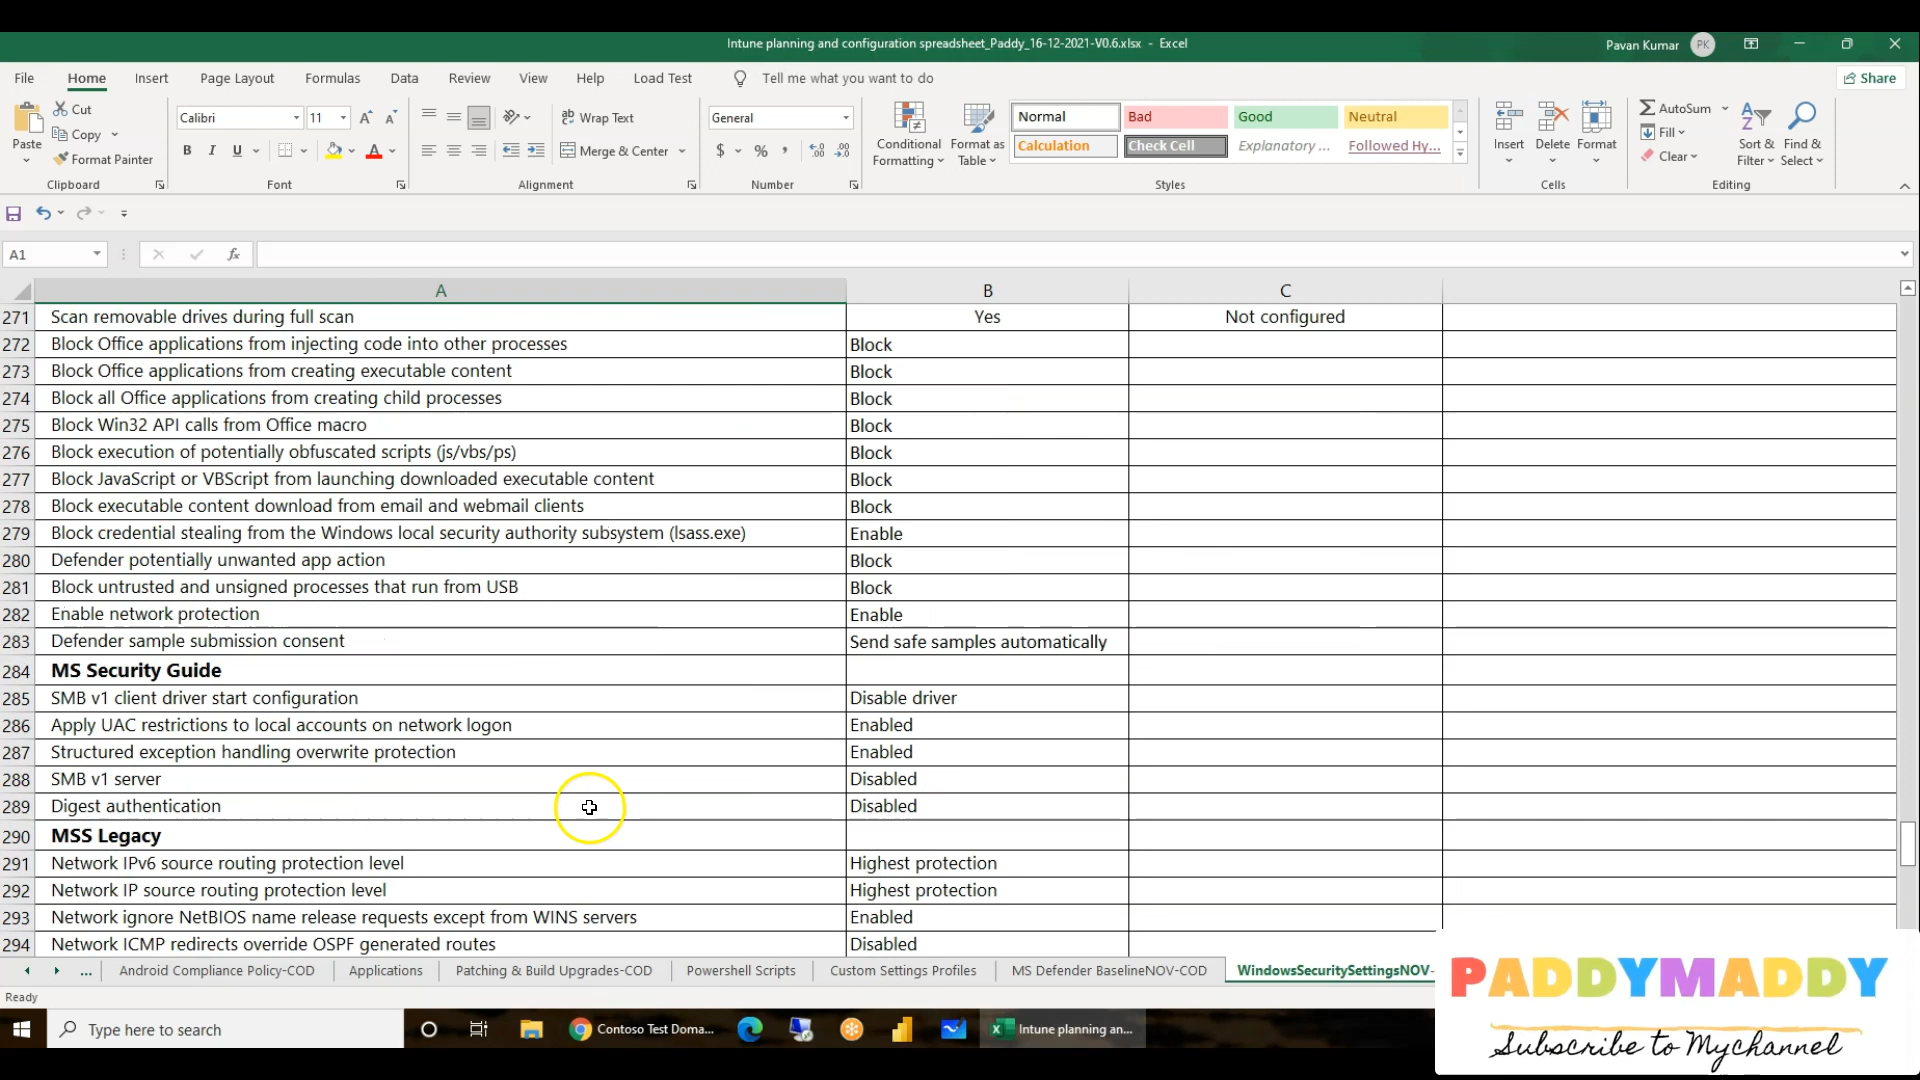 Intune planning and configuration spreadsheet_Paddy_16-12-2021-V0.6.xlsx - Excel
Pavan Kumar PK
File Home Insert Page Layout Formulas Data Review View Help Load Test Tell me what you want to do Share
Paste Cut Copy Format Painter
Calibri 11 A A
B I U A
ab Wrap Text
Merge & Center
General
$ % ,
Conditional Formatting
Format as Table
Normal Bad Good Neutral
Calculation Check Cell Explanatory ... Followed Hy...
Insert Delete Format
AutoSum
Fill
Clear
Sort & Filter
Find & Select
Clipboard Font Alignment Number Styles Cells Editing
A1 fx
A B C
271 Scan removable drives during full scan Yes Not configured
272 Block Office applications from injecting code into other processes Block
273 Block Office applications from creating executable content Block
274 Block all Office applications from creating child processes Block
275 Block Win32 API calls from Office macro Block
276 Block execution of potentially obfuscated scripts (js/vbs/ps) Block
277 Block JavaScript or VBScript from launching downloaded executable content Block
278 Block executable content download from email and webmail clients Block
279 Block credential stealing from the Windows local security authority subsystem (lsass.exe) Enable
280 Defender potentially unwanted app action Block
281 Block untrusted and unsigned processes that run from USB Block
282 Enable network protection Enable
283 Defender sample submission consent Send safe samples automatically
284 MS Security Guide
285 SMB v1 client driver start configuration Disable driver
286 Apply UAC restrictions to local accounts on network logon Enabled
287 Structured exception handling overwrite protection Enabled
288 SMB v1 server Disabled
289 Digest authentication Disabled
290 MSS Legacy
291 Network IPv6 source routing protection level Highest protection
292 Network IP source routing protection level Highest protection
293 Network ignore NetBIOS name release requests except from WINS servers Enabled
294 Network ICMP redirects override OSPF generated routes Disabled
... Android Compliance Policy-COD Applications Patching & Build Upgrades-COD Powershell Scripts Custom Settings Profiles MS Defender BaselineNOV-COD WindowsSecuritySettingsNOV-
Ready
Type here to search Contoso Test Doma... Intune planning an...
PADDYMADDY
Subscribe to Mychannel